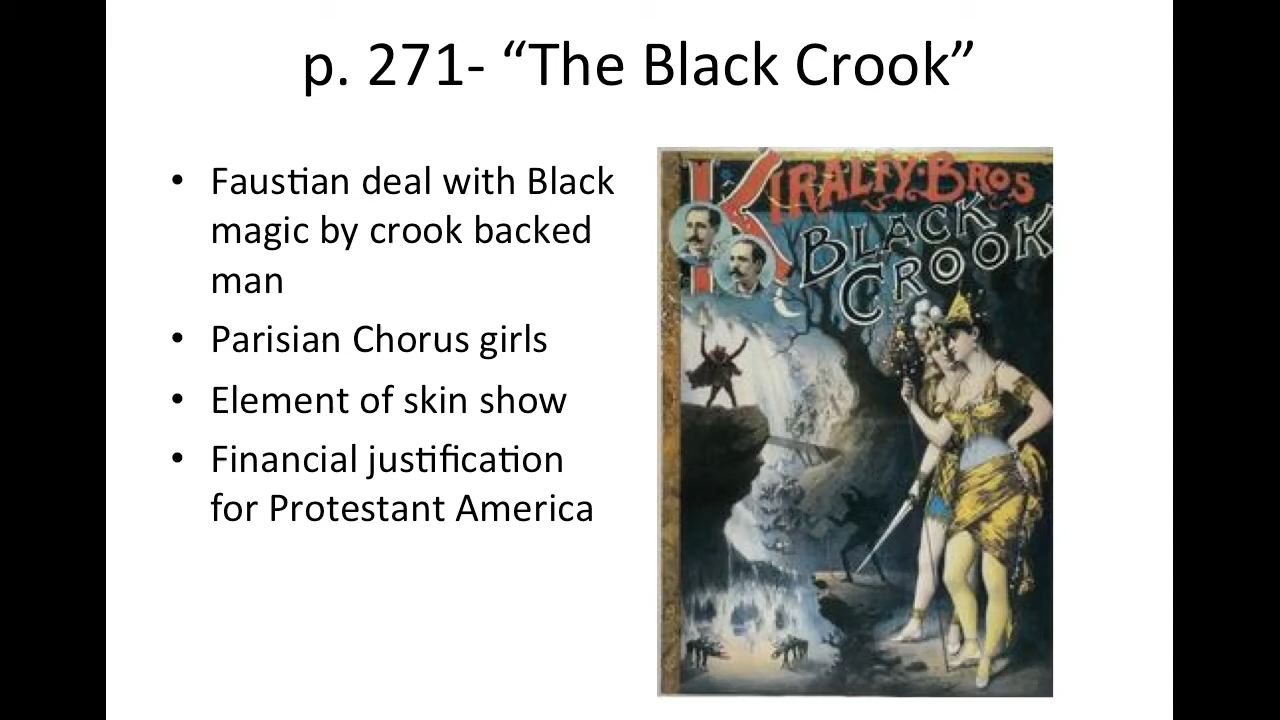 p. 271- “The Black Crook”
• Faustian deal with Black
magic by crook backed
man
• Parisian Chorus girls
• Element of skin show
• Financial justification
for Protestant America
KIRALFY BROS
BLACK
CROOK